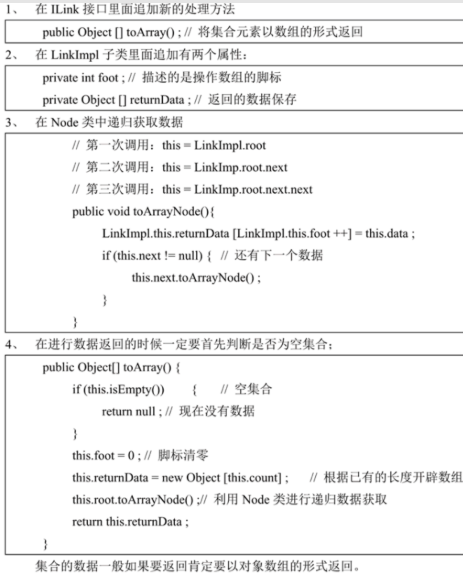 1、 在 ILink 接口里面追加新的处理方法
public Object [] toArray() ; // 将集合元素以数组的形式返回
2、 在 LinkImpl 子类里面追加有两个属性：
private int foot ; // 描述的是操作数组的脚标
private Object [] returnData ; // 返回的数据保存
3、 在 Node 类中递归获取数据
// 第一次调用：this = LinkImpl.root
// 第二次调用：this = LinkImp.root.next
// 第三次调用：this = LinkImp.root.next.next
public void toArrayNode(){
LinkImpl.this.returnData [LinkImpl.this.foot ++] = this.data ;
if (this.next != null) { // 还有下一个数据
this.next.toArrayNode() ;
}
}
4、 在进行数据返回的时候一定要首先判断是否为空集合；
public Object[] toArray() {
if (this.isEmpty()) { // 空集合
return null ; // 现在没有数据
}
this.foot = 0 ; // 脚标清零
this.returnData = new Object [this.count] ; // 根据已有的长度开辟数组
this.root.toArrayNode() ;// 利用 Node 类进行递归数据获取
return this.returnData ;
}
集合的数据一般如果要返回肯定要以对象数组的形式返回。